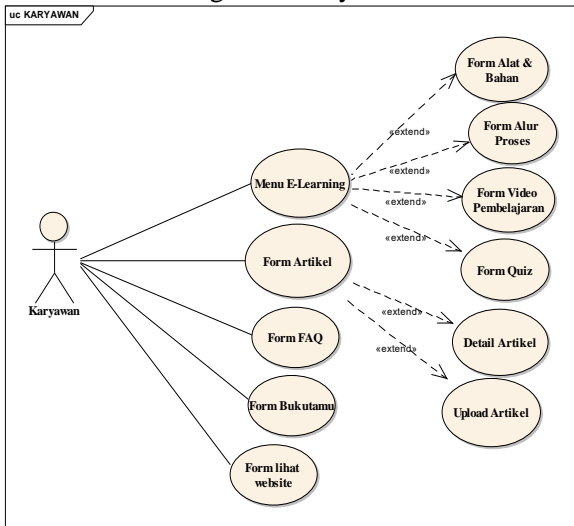 uc KARYAWAN
Form Alat &
Bahan
«extend»
Form Alur
Proses
«extend»
Menu E-Learning
«extend»
Form Video
Pembelajaran
«extend»
Form Artikel
Form Quiz
Karyawan
«extend»
Form FAQ
Detail Artikel
«extend»
Form Bukutamu
Upload Artikel
Form lihat
website